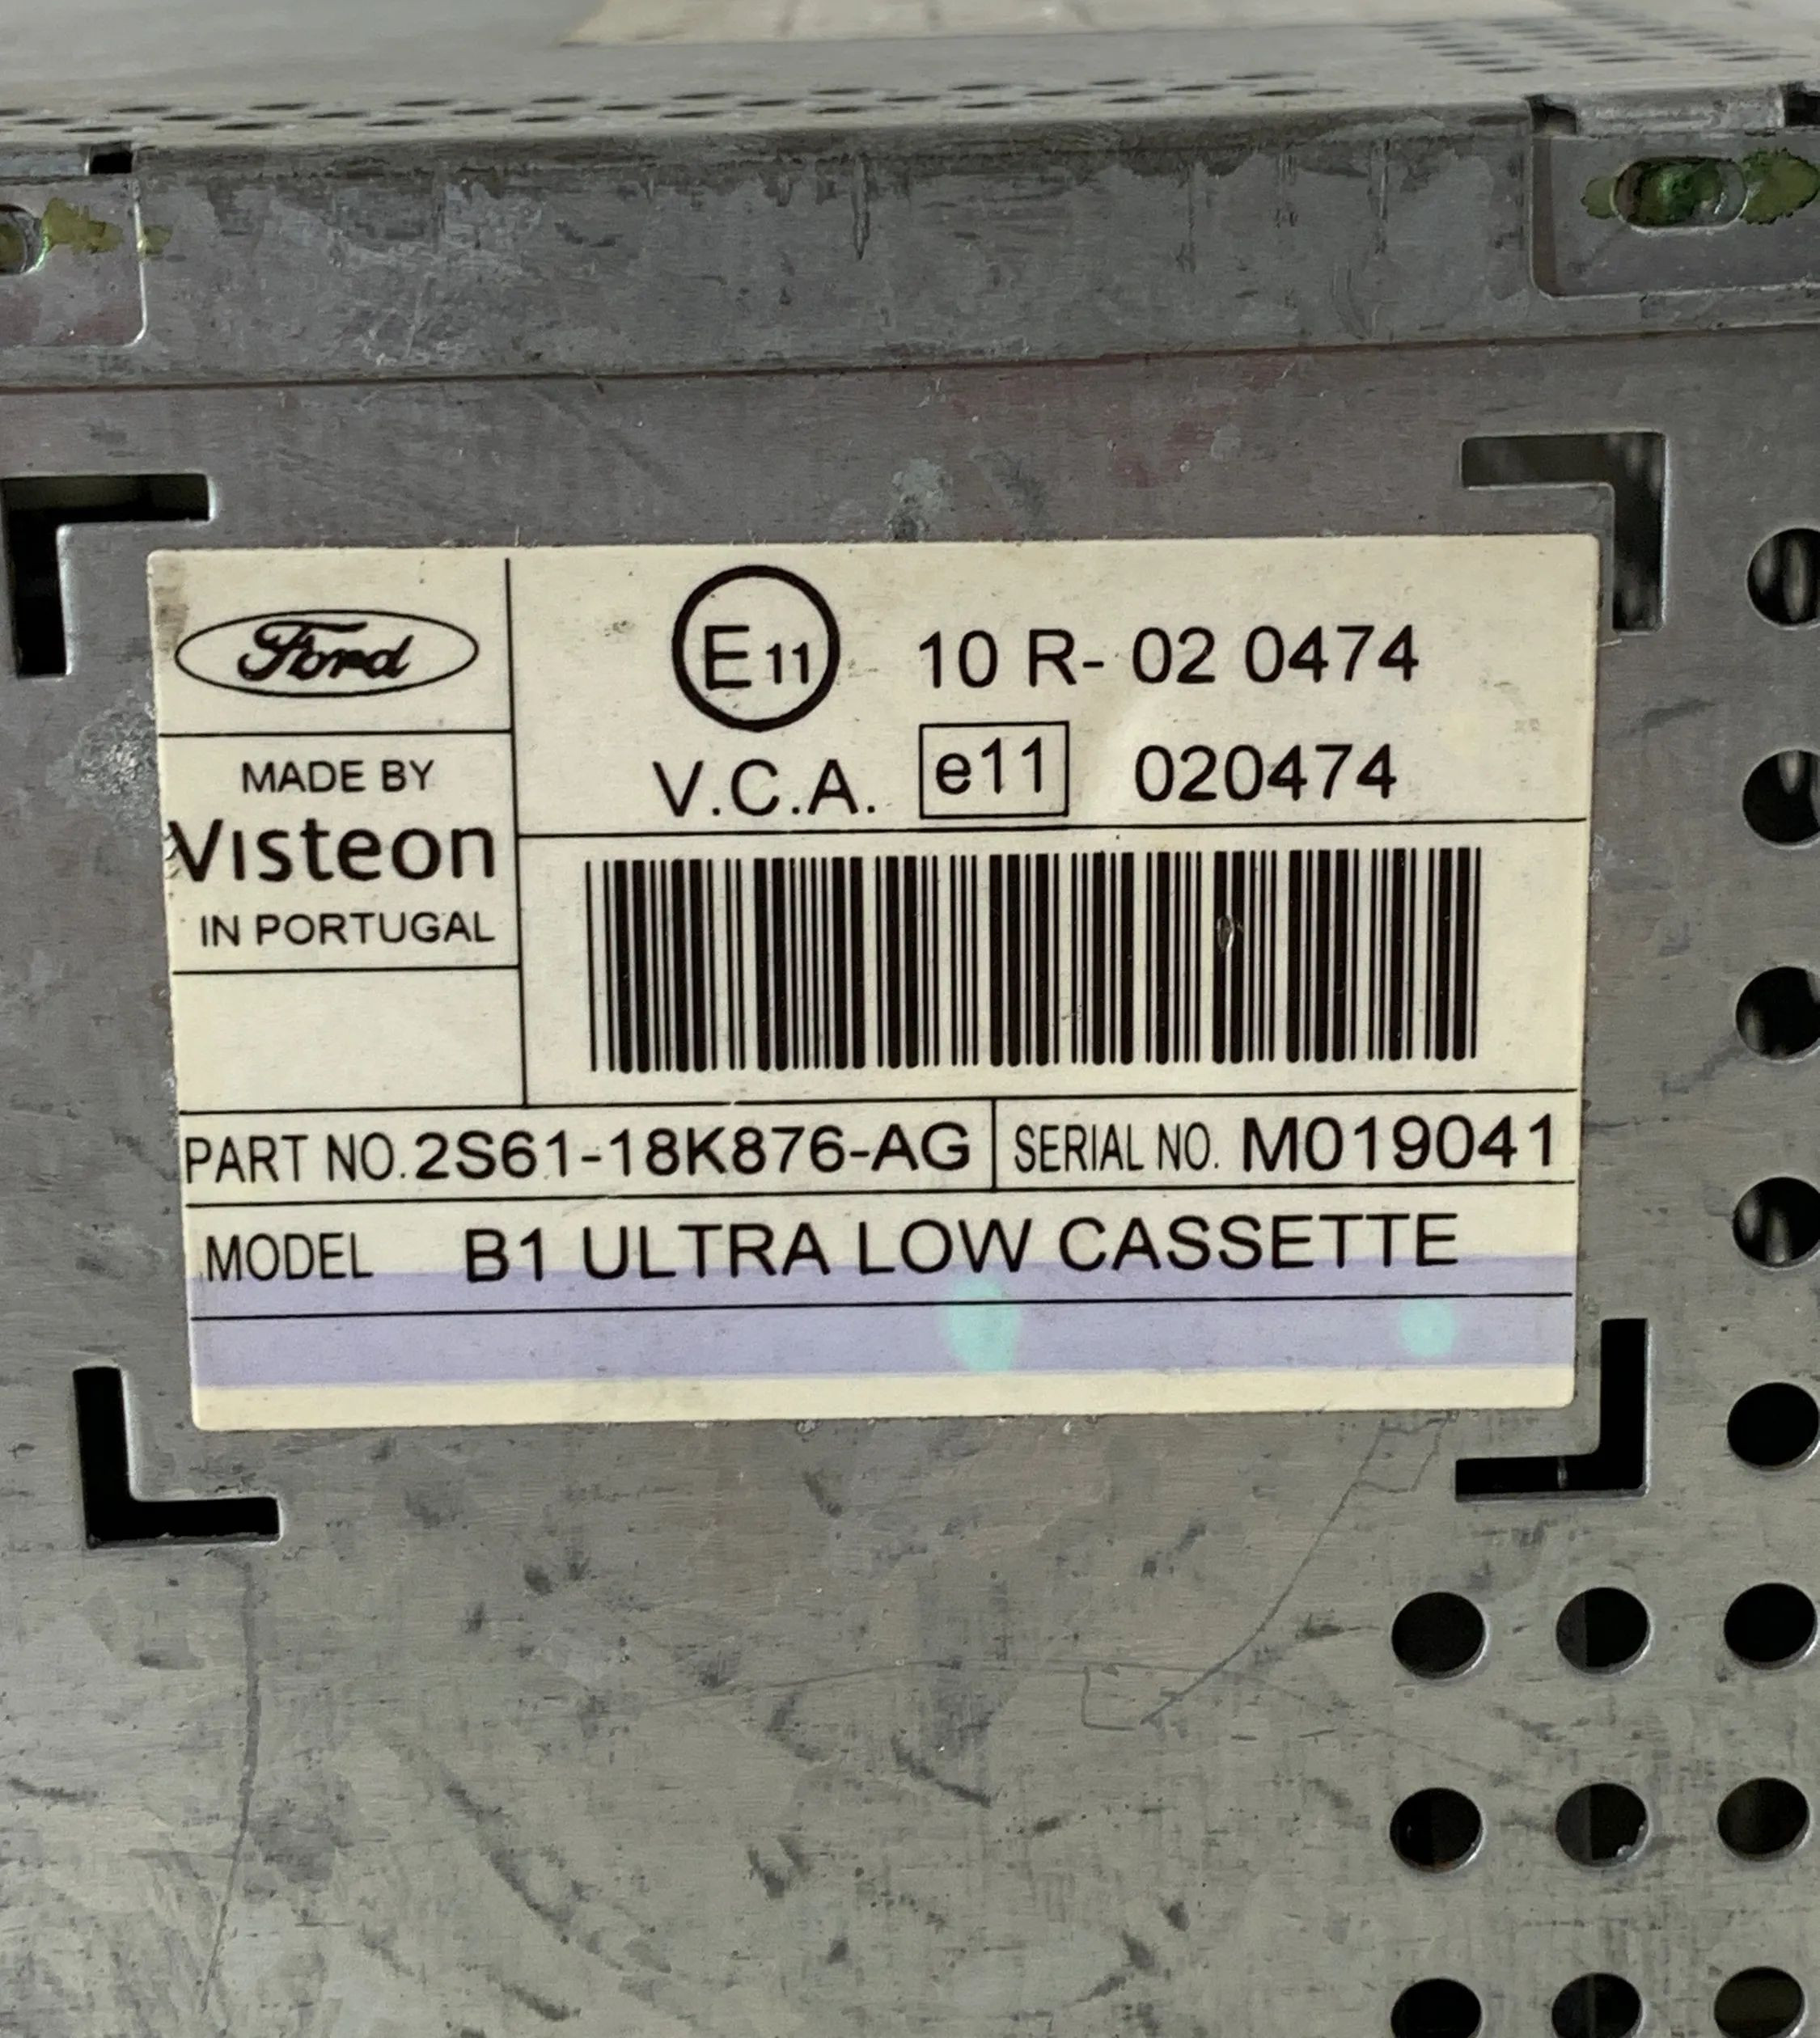 Ford
E11 10 R- 02 0474
V.C.A. e11 020474
MADE BY
Visteon
IN PORTUGAL
PART NO. 2S61-18K876-AG SERIAL NO. M019041
MODEL B1 ULTRA LOW CASSETTE